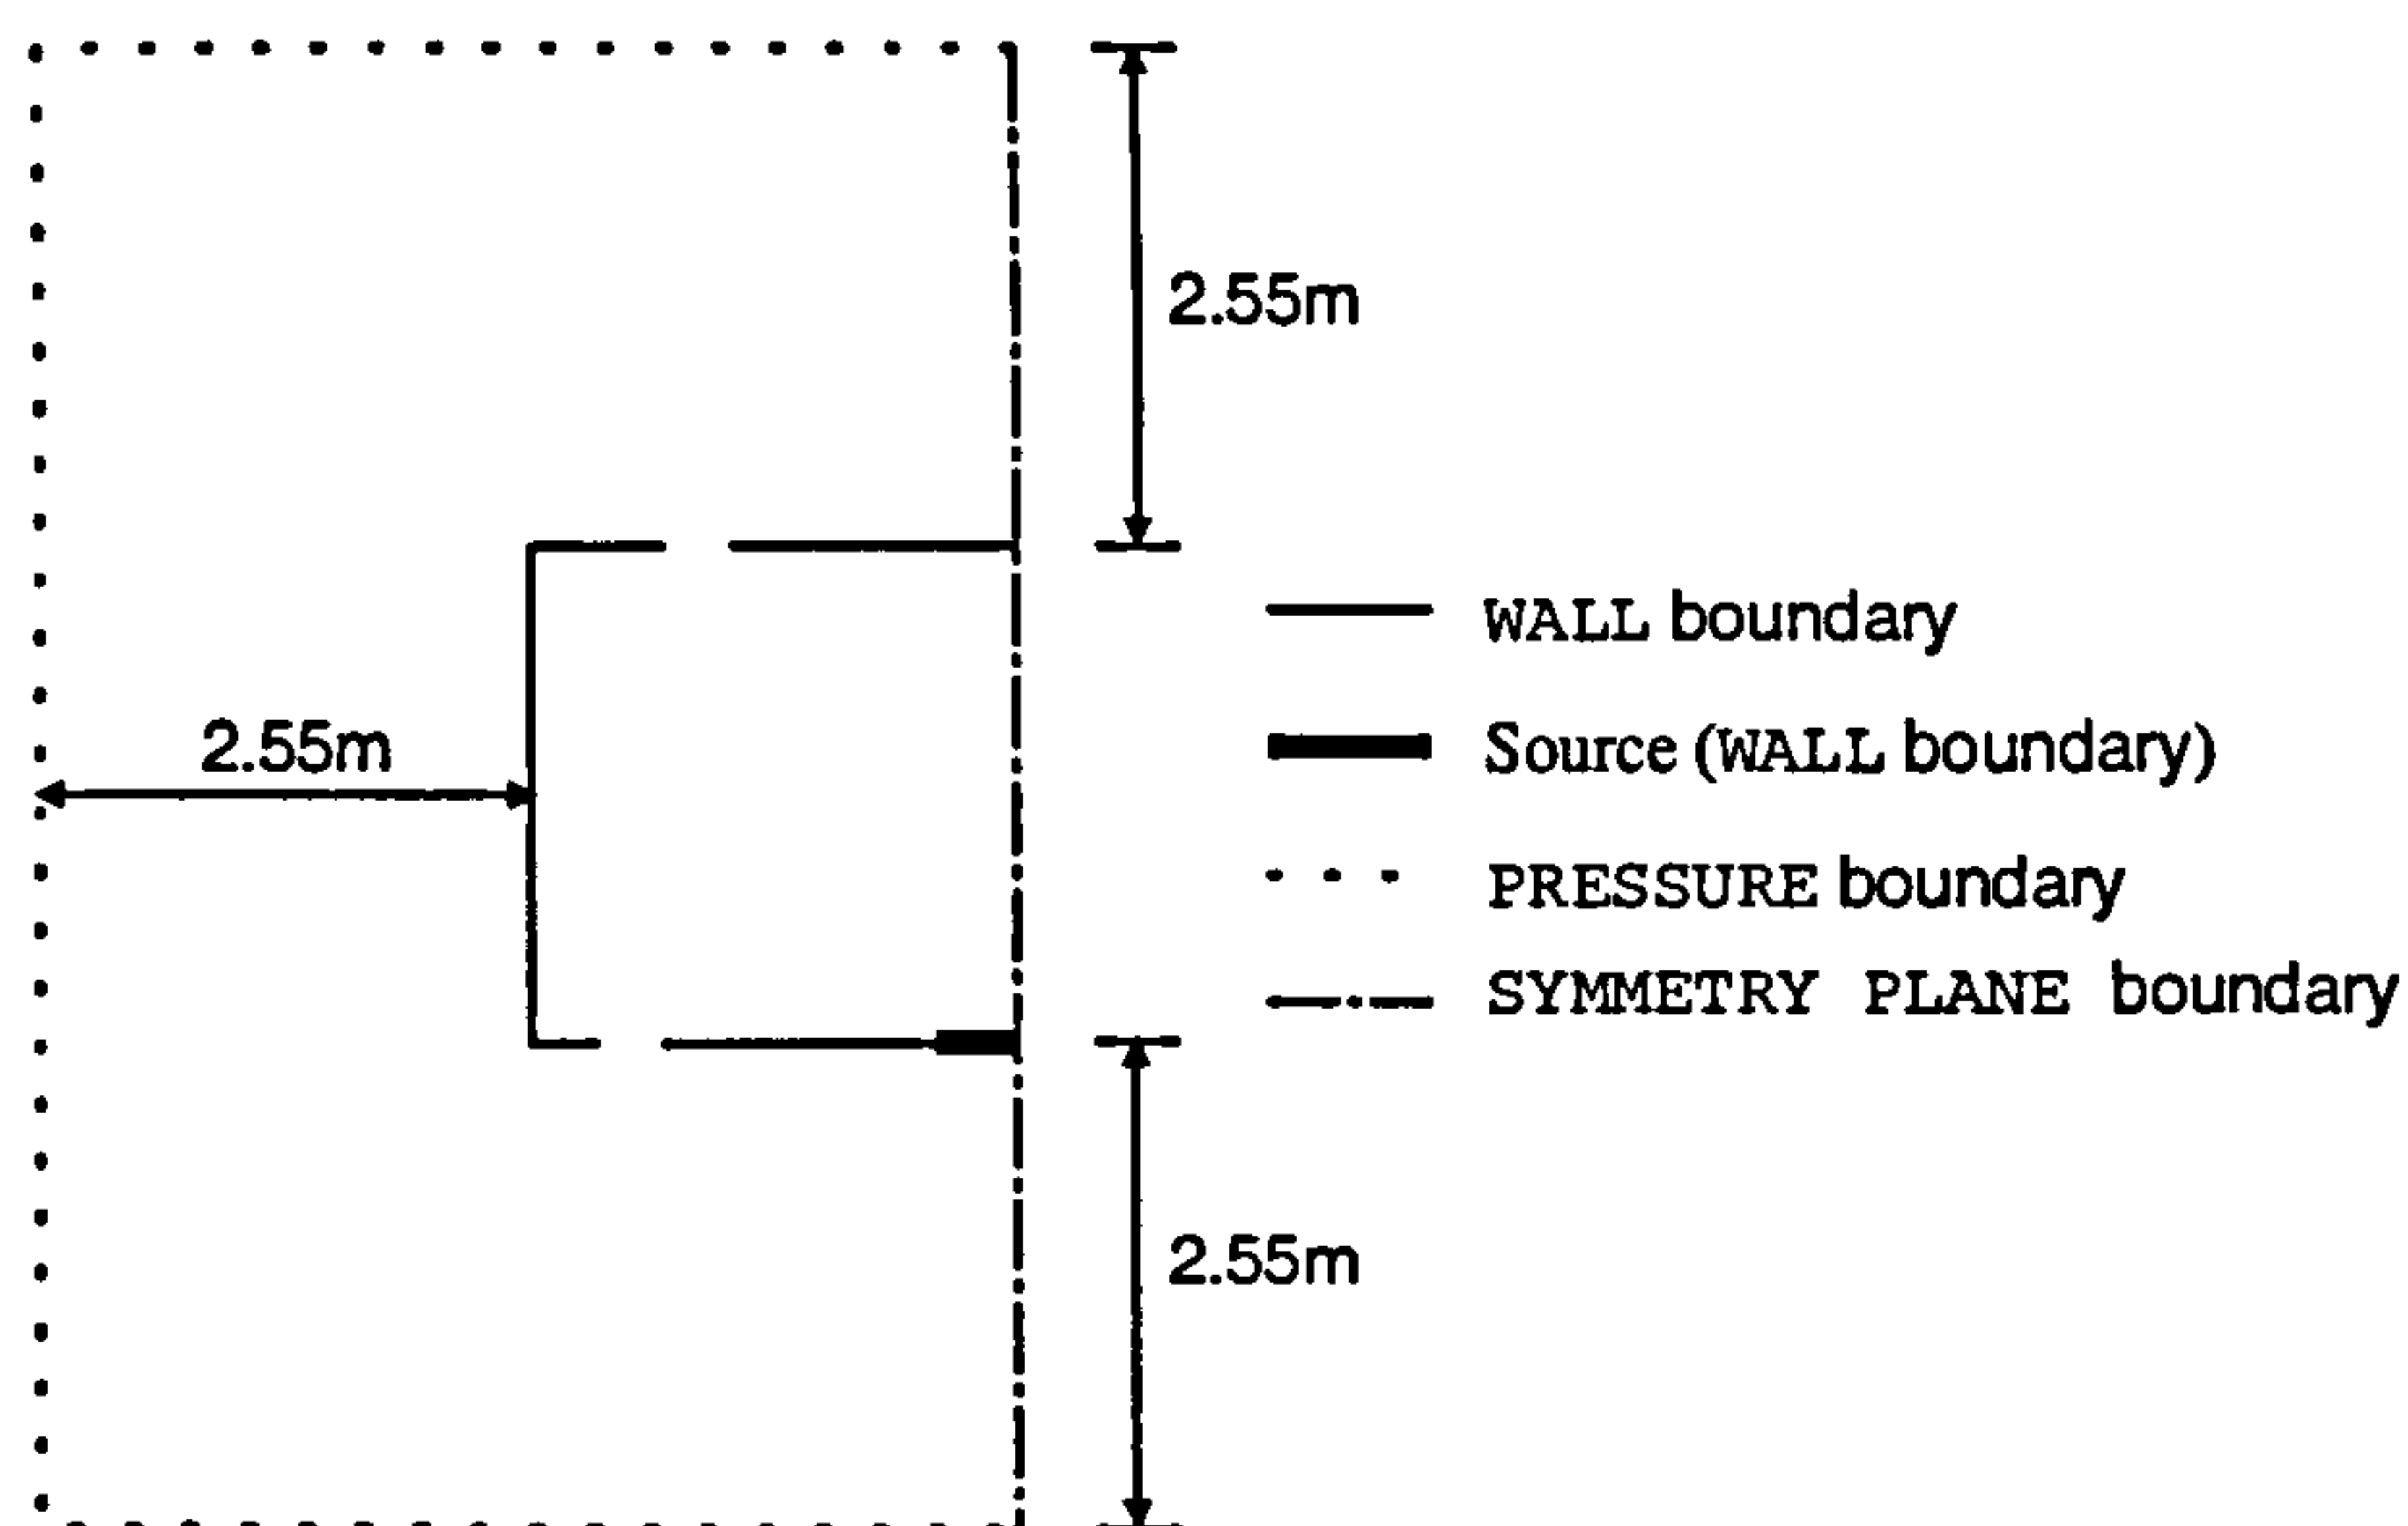 2.55m
WALL boundary
2.55m
Source (WALL boundary)
PRESSURE boundary
SYMMETRY PLANE boundary
2.55m